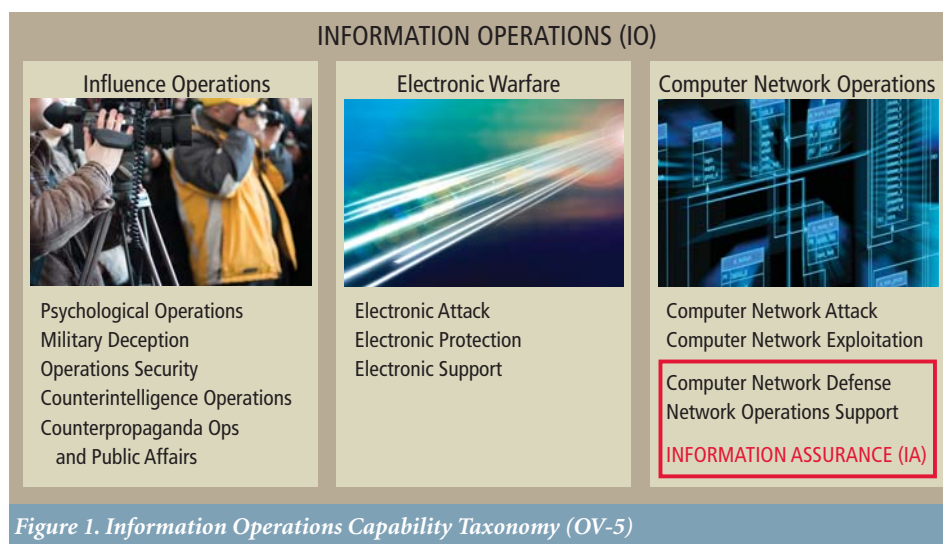 INFORMATION OPERATIONS (IO)
Influence Operations
Psychological Operations
Military Deception
Operations Security
Counterintelligence Operations
Counterpropaganda Ops
and Public Affairs
Electronic Warfare
Electronic Attack
Electronic Protection
Electronic Support
Computer Network Operations
Computer Network Attack
Computer Network Exploitation
Computer Network Defense
Network Operations Support
INFORMATION ASSURANCE (IA)
Figure 1. Information Operations Capability Taxonomy (OV-5)